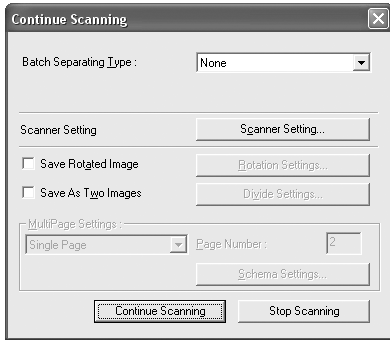 Continue Scanning
Batch Separating Type : None
Scanner Setting Scanner Setting...
Save Rotated Image Rotation Settings...
Save As Two Images Divide Settings...
MultiPage Settings :
Single Page Page Number : 2
Schema Settings...
Continue Scanning Stop Scanning